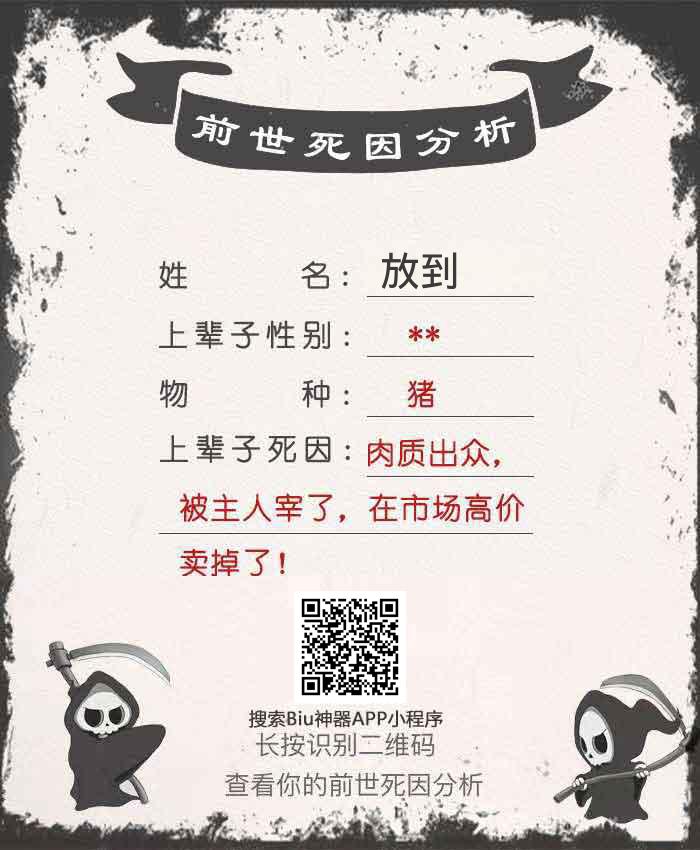 前世死因分析
姓名：放到
上辈子性别：**
物种：猪
上辈子死因：肉质出众，
被主人宰了，在市场高价
卖掉了！
搜索Biu神器APP小程序
长按识别二维码
查看你的前世死因分析